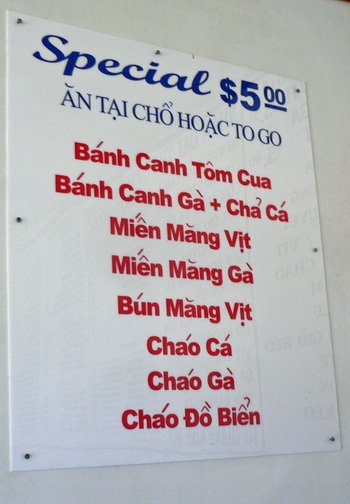 Special $5.00
ĂN TẠI CHỔ HOẶC TO GO
Bánh Canh Tôm Cua
Bánh Canh Gà + Chả Cá
Miến Măng Vịt
Miến Măng Gà
Bún Măng Vịt
Cháo Cá
Cháo Gà
Cháo Đồ Biển